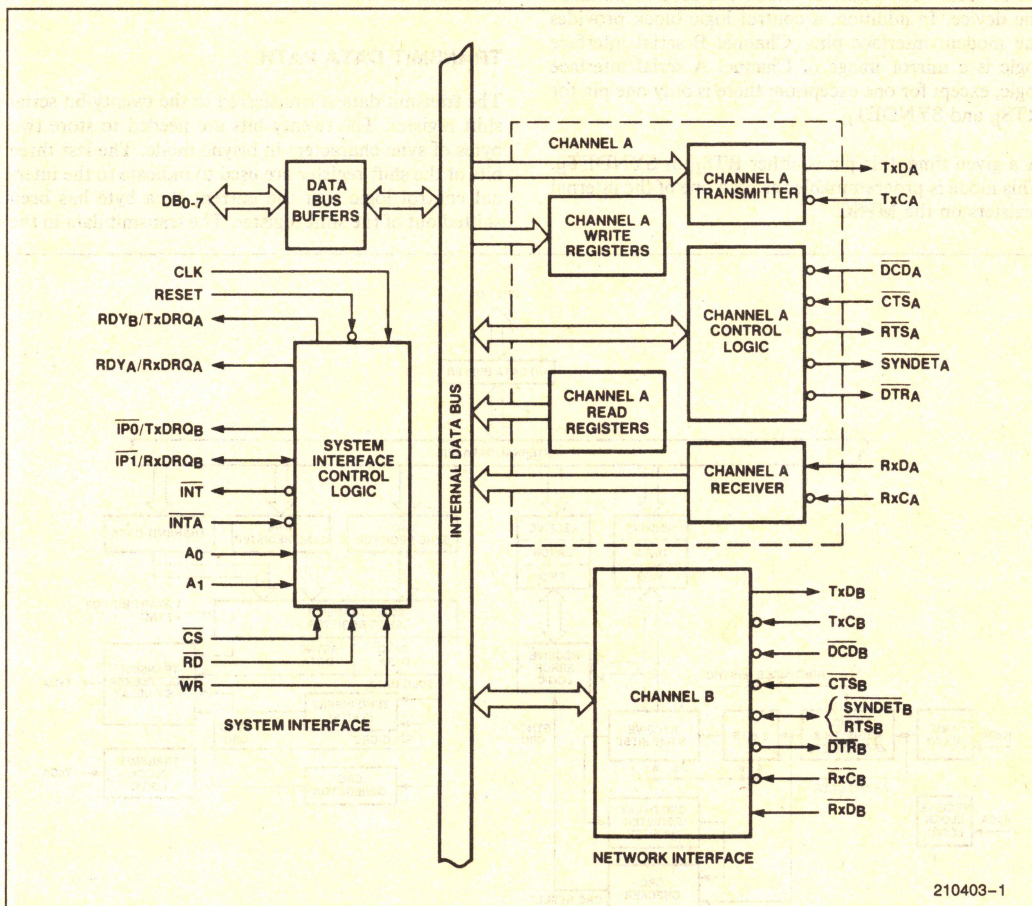 CHANNEL A
CHANNEL A
TRANSMITTER
TxDA
TxCA
DATA
BUS
BUFFERS
DB0-7
CHANNEL A
WRITE
REGISTERS
CLK
RESET
RDYB/TxDRQA
RDYA/RxDRQA
IP0/TxDRQB
IP1/RxDRQB
INT
INTA
A0
A1
CS
RD
WR
SYSTEM
INTERFACE
CONTROL
LOGIC
SYSTEM INTERFACE
INTERNAL DATA BUS
CHANNEL A
CONTROL
LOGIC
DCDA
CTSA
RTSA
SYNDETA
DTRA
CHANNEL A
READ
REGISTERS
CHANNEL A
RECEIVER
RxDA
RxCA
CHANNEL B
TxDB
TxCB
DCDB
CTSB
SYNDETB
RTSB
DTRB
RxCB
RxDB
NETWORK INTERFACE
210403-1